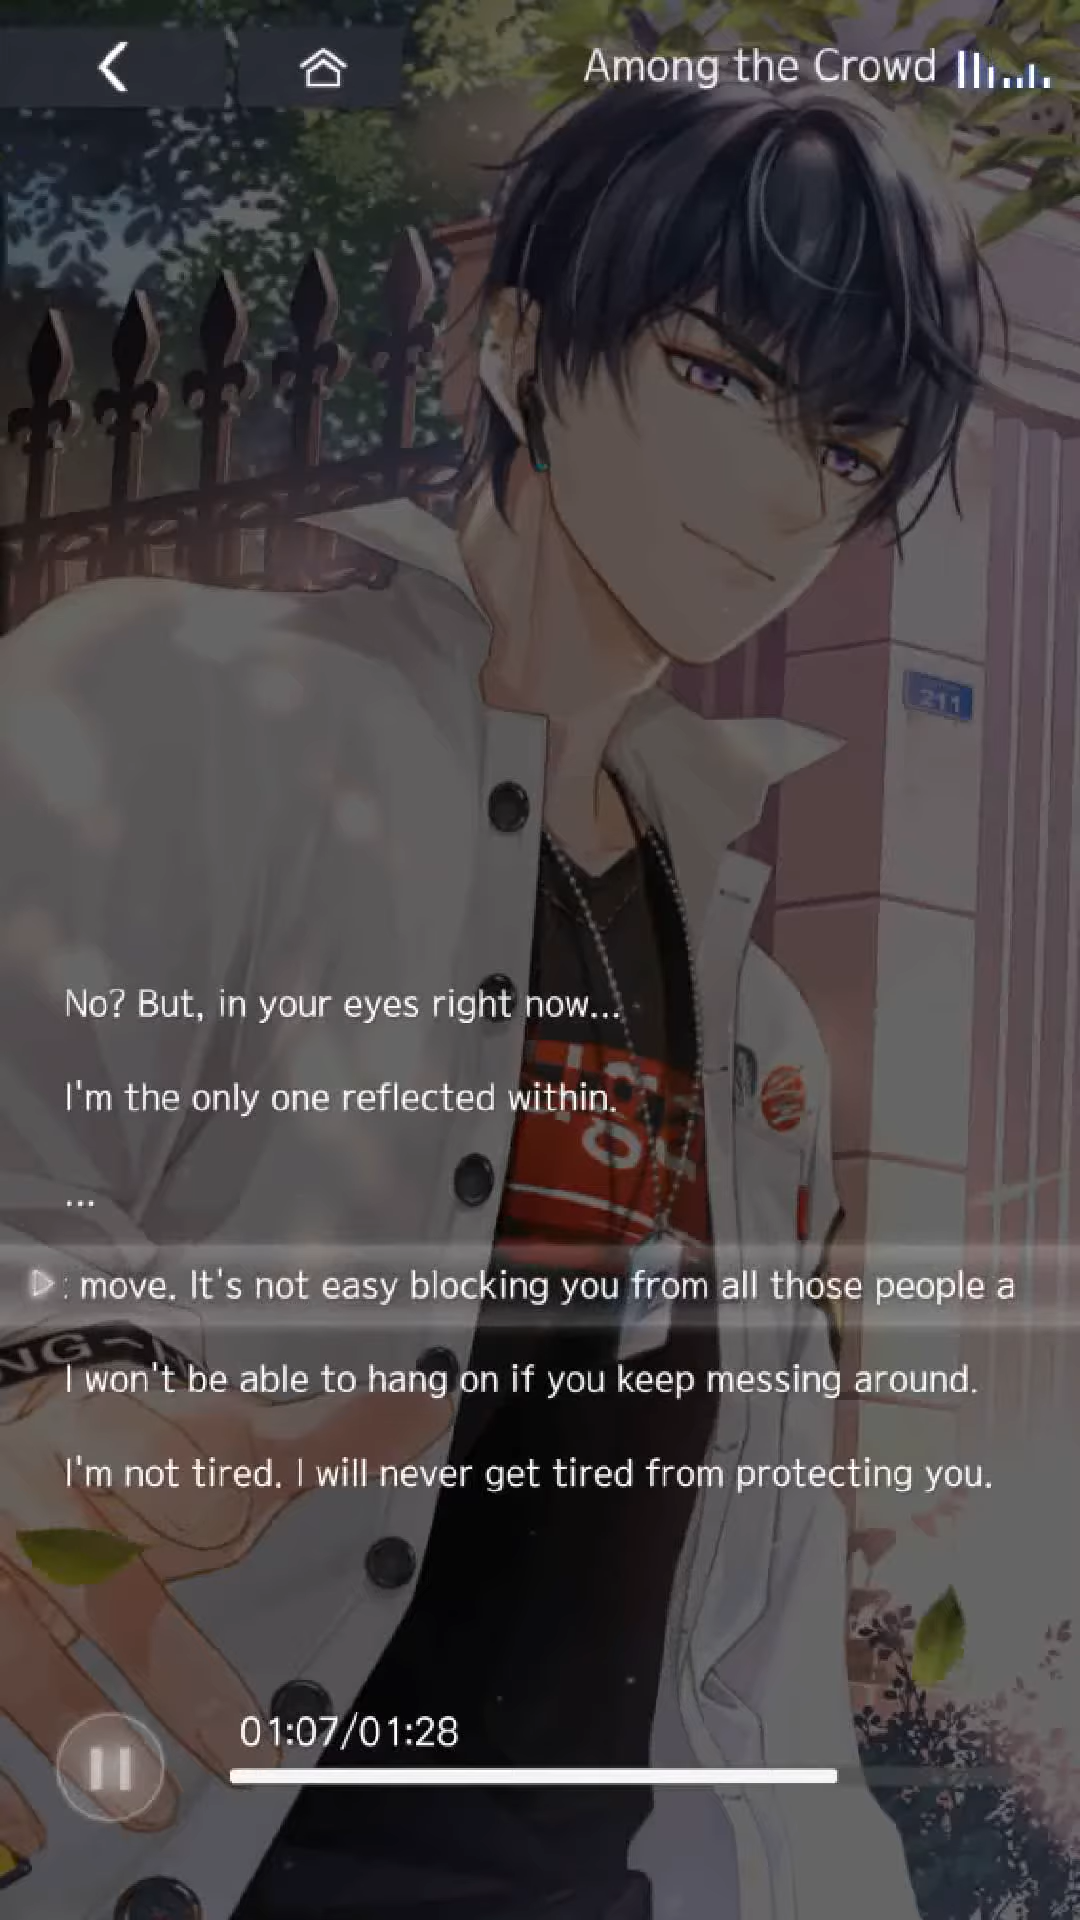 Among the Crowd
211
No? But, in your eyes right now...
I'm the only one reflected within.
...
: move. It's not easy blocking you from all those people a
NG
I won't be able to hang on if you keep messing around.
I'm not tired. I will never get tired from protecting you.
01:07/01:28